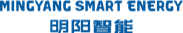 MINGYANG SMART ENERGY
明阳智能